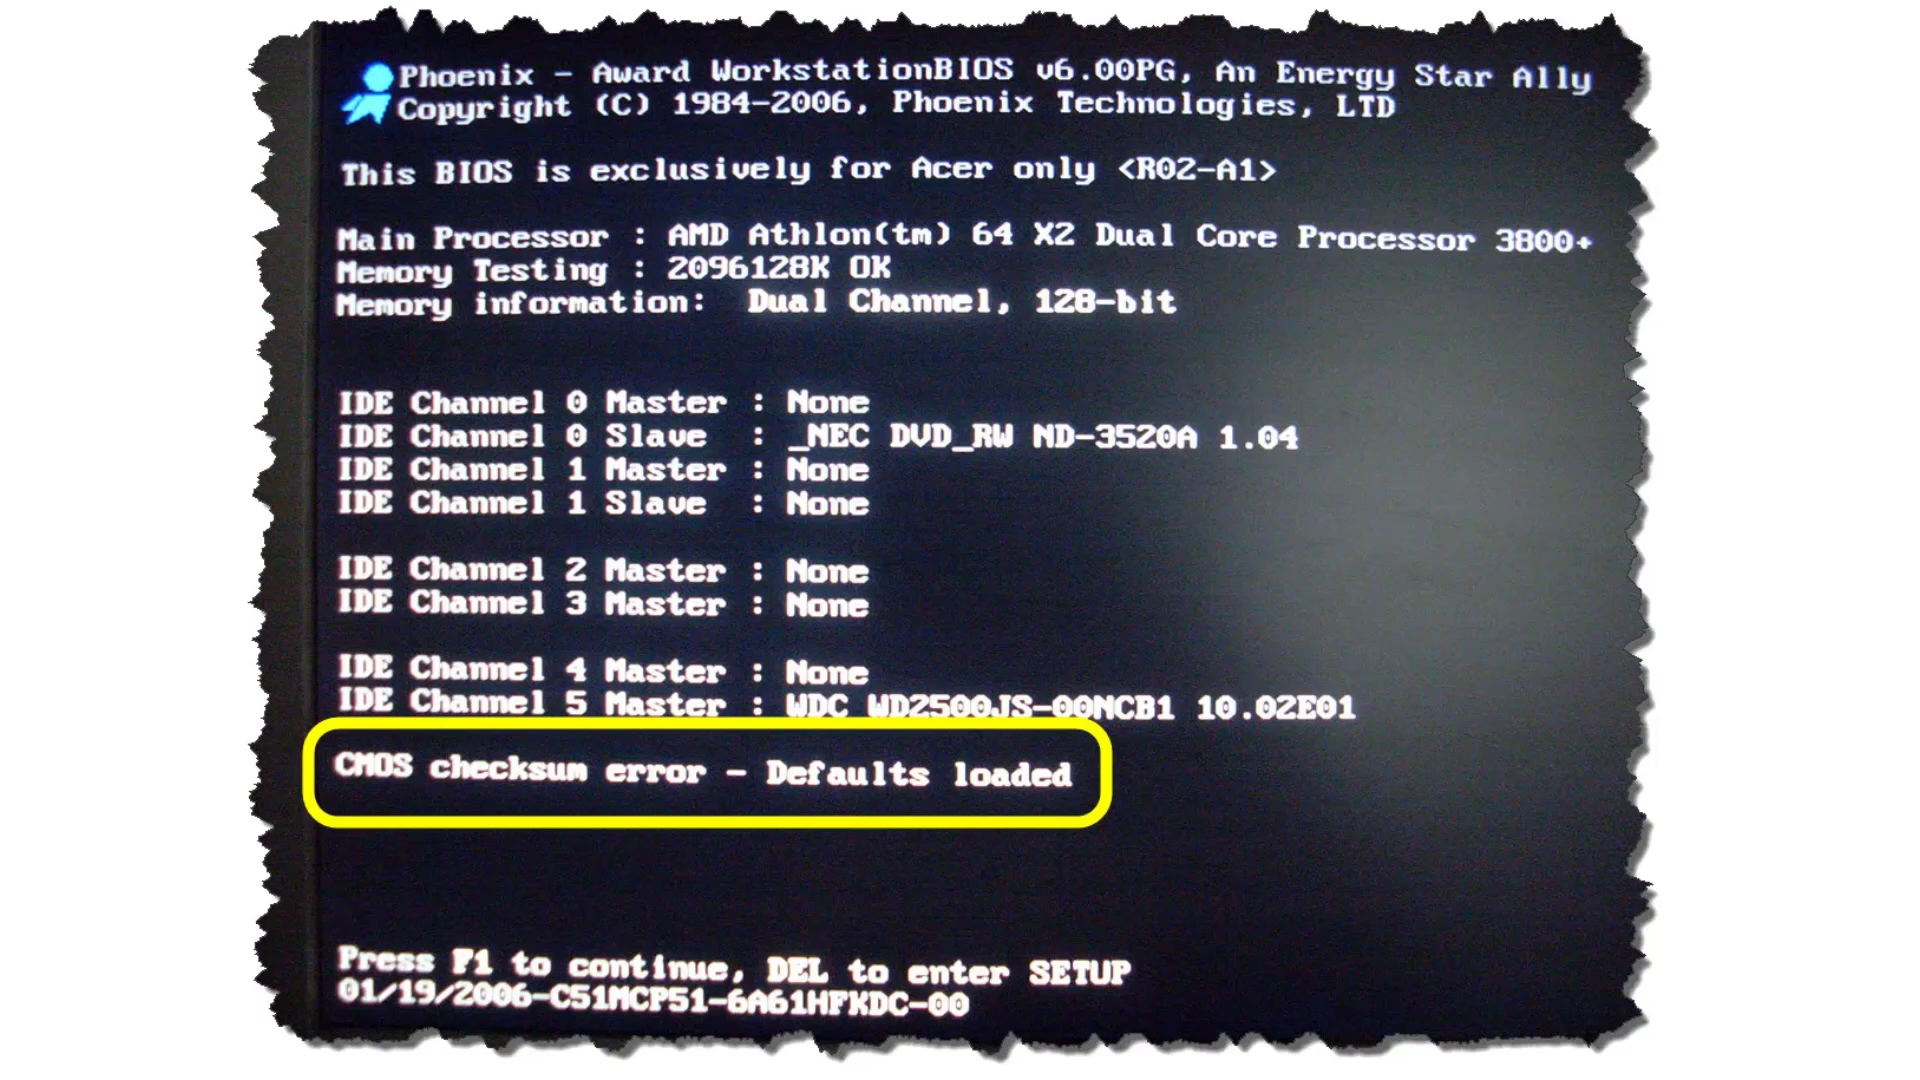 Phoenix - Award WorkstationBIOS v6.00PG, An Energy Star Ally
Copyright (C) 1984-2006, Phoenix Technologies, LTD
This BIOS is exclusively for Acer only <R02-A1>
Main Processor : AMD Athlon(tm) 64 X2 Dual Core Processor 3800+
Memory Testing : 2096128K OK
Memory information: Dual Channel, 128-bit
IDE Channel 0 Master : None
IDE Channel 0 Slave : _NEC DVD_RW ND-3520A 1.04
IDE Channel 1 Master : None
IDE Channel 1 Slave : None
IDE Channel 2 Master : None
IDE Channel 3 Master : None
IDE Channel 4 Master : None
IDE Channel 5 Master : WDC WD2500JS-00NCB1 10.02E01
CMOS checksum error - Defaults loaded
Press F1 to continue, DEL to enter SETUP
01/19/2006-C51MCP51-6A61HFKDC-00